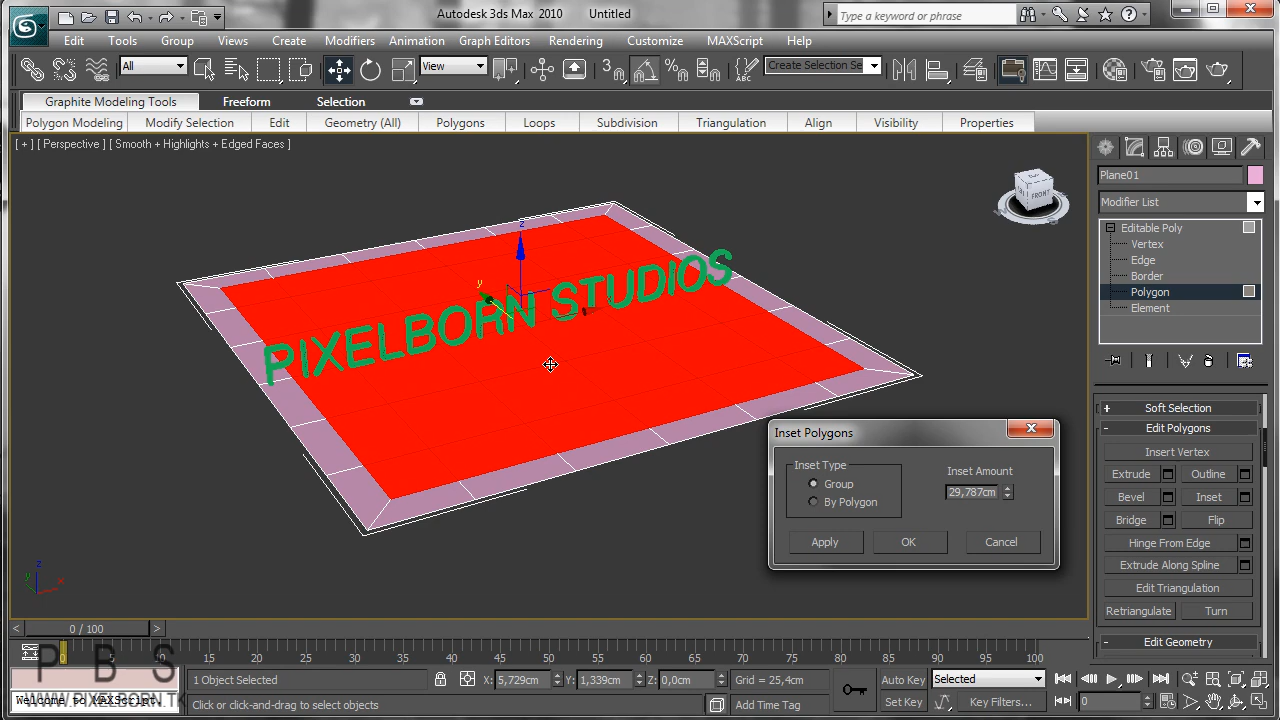 Autodesk 3ds Max 2010 Untitled
Type a keyword or phrase
Edit Tools Group Views Create Modifiers Animation Graph Editors Rendering Customize MAXScript Help
All View 3 Create Selection Se
Graphite Modeling Tools Freeform Selection
Polygon Modeling Modify Selection Edit Geometry (All) Polygons Loops Subdivision Triangulation Align Visibility Properties
[ + ] [ Perspective ] [ Smooth + Highlights + Edged Faces ]
Plane01
Modifier List
Editable Poly
Vertex
Edge
Border
Polygon
Element
FRONT
z
y
PIXELBORN STUDIOS
Soft Selection
Edit Polygons
Insert Vertex
Extrude Outline
Bevel Inset
Bridge Flip
Hinge From Edge
Extrude Along Spline
Edit Triangulation
Retriangulate Turn
Edit Geometry
Inset Polygons
Inset Type
Group
By Polygon
Inset Amount
29,787cm
Apply OK Cancel
z
y x
< 0 / 100 >
15 20 25 30 35 40 45 50 55 60 65 70 75 80 85 90 95 100
P B S
WWW.PIXELBORN.TK
Welcome to MAXScript.
1 Object Selected X: 5,729cm Y: 1,339cm Z: 0,0cm Grid = 25,4cm Auto Key Selected
Click or click-and-drag to select objects Add Time Tag Set Key Key Filters... 0